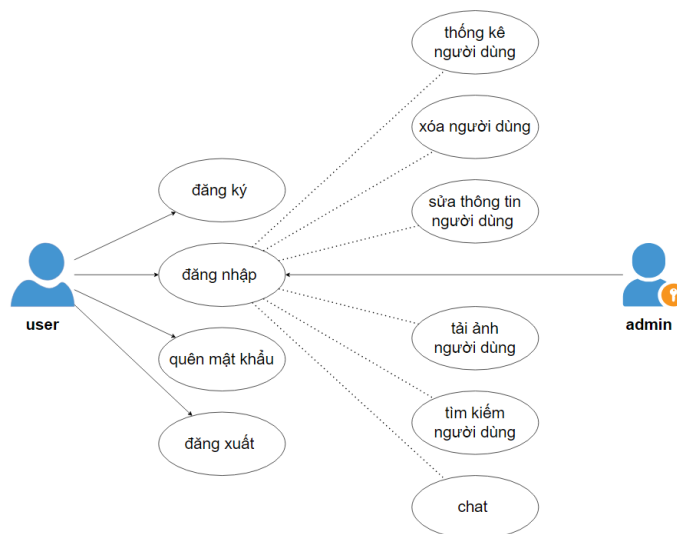 thống kê
người dùng
xóa người dùng
đăng ký
sửa thông tin
người dùng
đăng nhập
user
admin
tải ảnh
người dùng
quên mật khẩu
tìm kiếm
người dùng
đăng xuất
chat